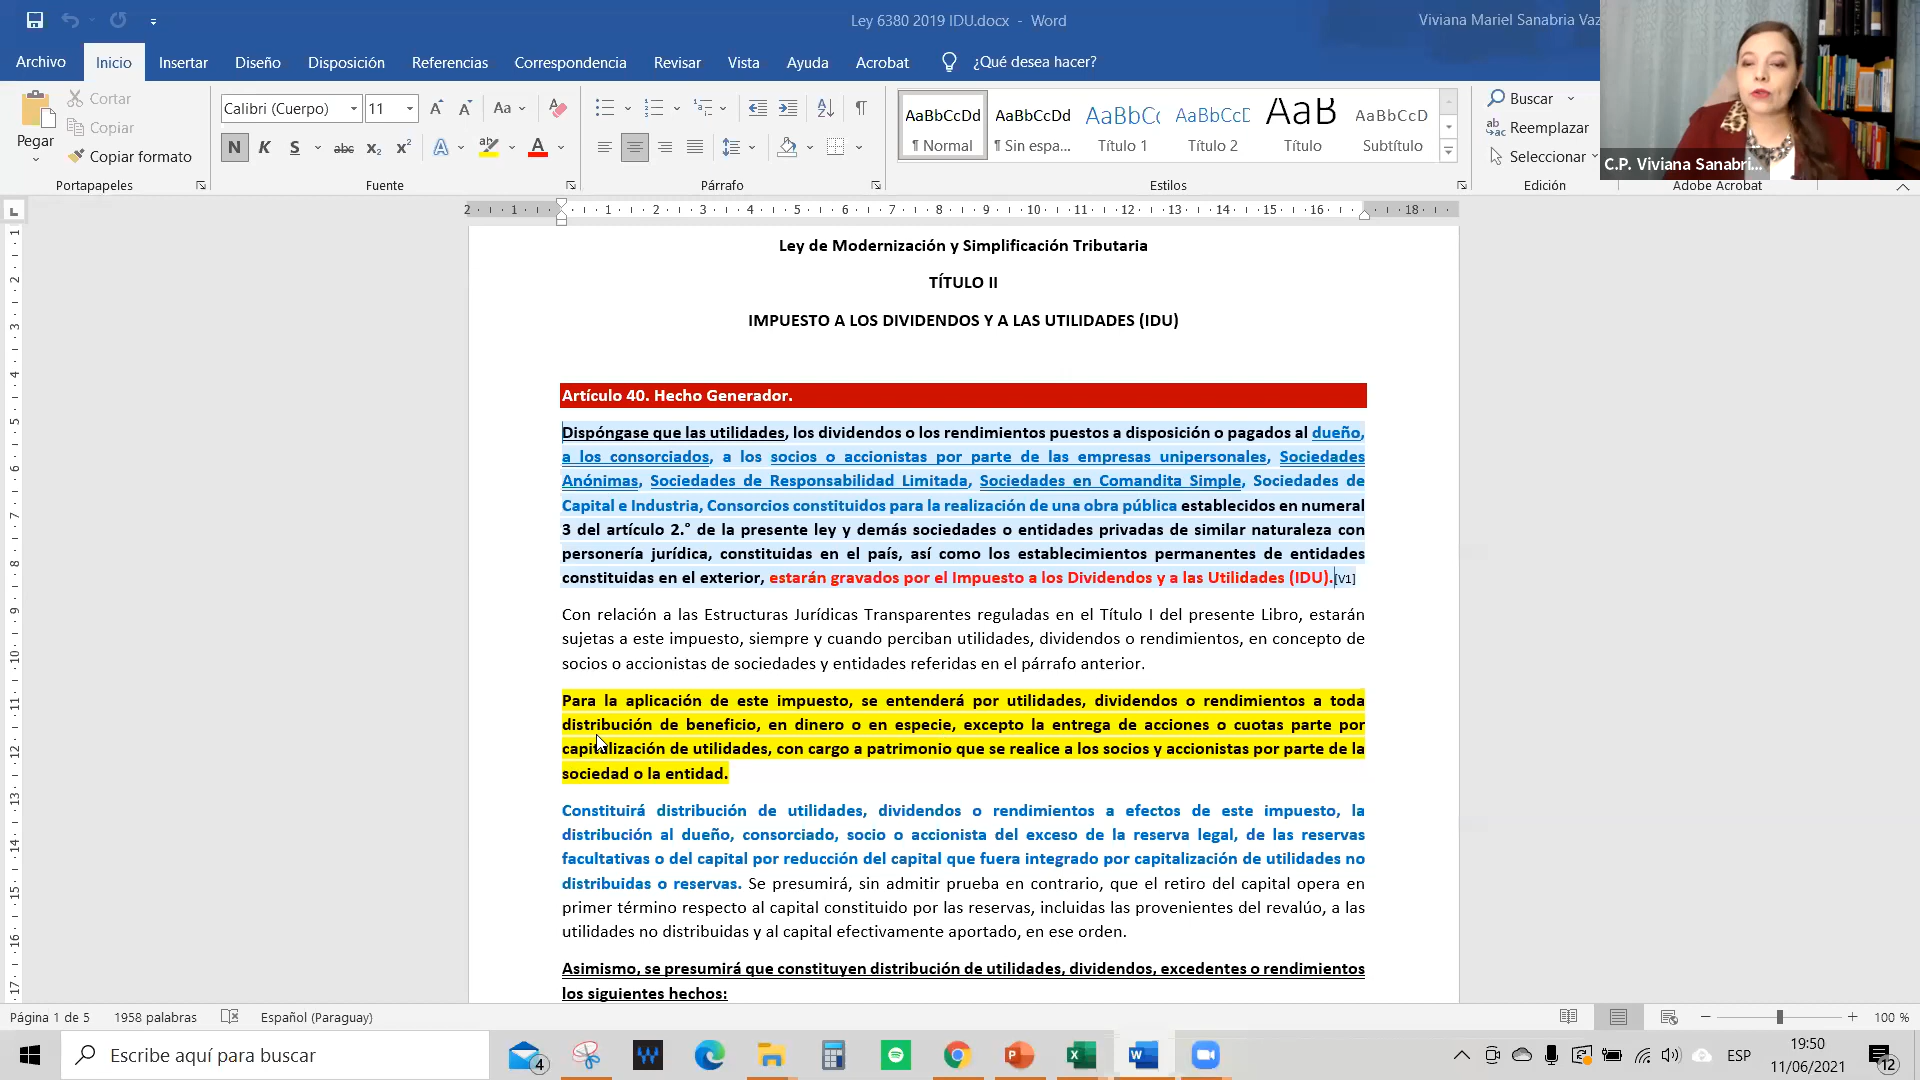 Ley 6380 2019 IDU.docx - Word
Viviana Mariel Sanabria Vaz
Archivo
Inicio
Insertar
Diseño
Disposición
Referencias
Correspondencia
Revisar
Vista
Ayuda
Acrobat
¿Qué desea hacer?
Pegar
Cortar
Copiar
Copiar formato
Portapapeles
Calibri (Cuerpo)
11
Aa
N K S abc x₂ x²
Fuente
Párrafo
AaBbCcDd
¶ Normal
AaBbCcDd
¶ Sin espa...
AaBbCc
Título 1
AaBbCcC
Título 2
AaB
Título
AaBbCcD
Subtítulo
Estilos
Buscar
Reemplazar
Seleccionar
Edición
Adobe Acrobat
C.P. Viviana Sanabri...
Ley de Modernización y Simplificación Tributaria
TÍTULO II
IMPUESTO A LOS DIVIDENDOS Y A LAS UTILIDADES (IDU)
Artículo 40. Hecho Generador.
Dispóngase que las utilidades, los dividendos o los rendimientos puestos a disposición o pagados al dueño,
a los consorciados, a los socios o accionistas por parte de las empresas unipersonales, Sociedades
Anónimas, Sociedades de Responsabilidad Limitada, Sociedades en Comandita Simple, Sociedades de
Capital e Industria, Consorcios constituidos para la realización de una obra pública establecidos en numeral
3 del artículo 2.° de la presente ley y demás sociedades o entidades privadas de similar naturaleza con
personería jurídica, constituidas en el país, así como los establecimientos permanentes de entidades
constituidas en el exterior, estarán gravados por el Impuesto a los Dividendos y a las Utilidades (IDU).[V1]
Con relación a las Estructuras Jurídicas Transparentes reguladas en el Título I del presente Libro, estarán
sujetas a este impuesto, siempre y cuando perciban utilidades, dividendos o rendimientos, en concepto de
socios o accionistas de sociedades y entidades referidas en el párrafo anterior.
Para la aplicación de este impuesto, se entenderá por utilidades, dividendos o rendimientos a toda
distribución de beneficio, en dinero o en especie, excepto la entrega de acciones o cuotas parte por
capitalización de utilidades, con cargo a patrimonio que se realice a los socios y accionistas por parte de la
sociedad o la entidad.
Constituirá distribución de utilidades, dividendos o rendimientos a efectos de este impuesto, la
distribución al dueño, consorciado, socio o accionista del exceso de la reserva legal, de las reservas
facultativas o del capital por reducción del capital que fuera integrado por capitalización de utilidades no
distribuidas o reservas. Se presumirá, sin admitir prueba en contrario, que el retiro del capital opera en
primer término respecto al capital constituido por las reservas, incluidas las provenientes del revalúo, a las
utilidades no distribuidas y al capital efectivamente aportado, en ese orden.
Asimismo, se presumirá que constituyen distribución de utilidades, dividendos, excedentes o rendimientos
los siguientes hechos:
Página 1 de 5
1958 palabras
Español (Paraguay)
100 %
Escribe aquí para buscar
4
ESP
19:50
11/06/2021
12